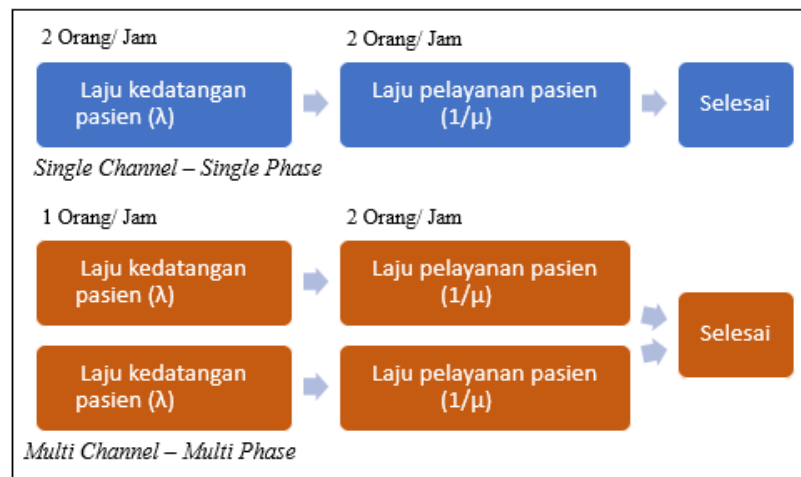 2 Orang/ Jam 2 Orang/ Jam
Laju kedatangan
pasien (λ)
Laju pelayanan pasien
(1/µ)
Selesai
Single Channel – Single Phase
1 Orang/ Jam 2 Orang/ Jam
Laju kedatangan
pasien (λ)
Laju pelayanan pasien
(1/µ)
Laju kedatangan
pasien (λ)
Laju pelayanan pasien
(1/µ)
Selesai
Multi Channel – Multi Phase